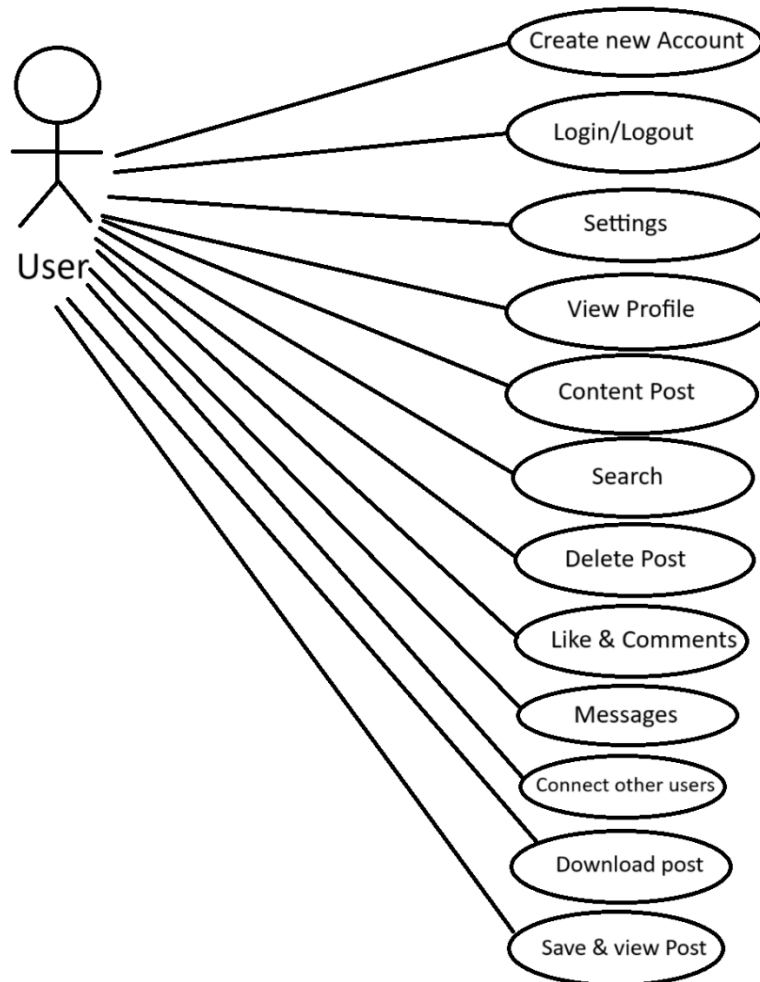 Create new Account
Login/Logout
Settings
User
View Profile
Content Post
Search
Delete Post
Like & Comments
Messages
Connect other users
Download post
Save & view Post